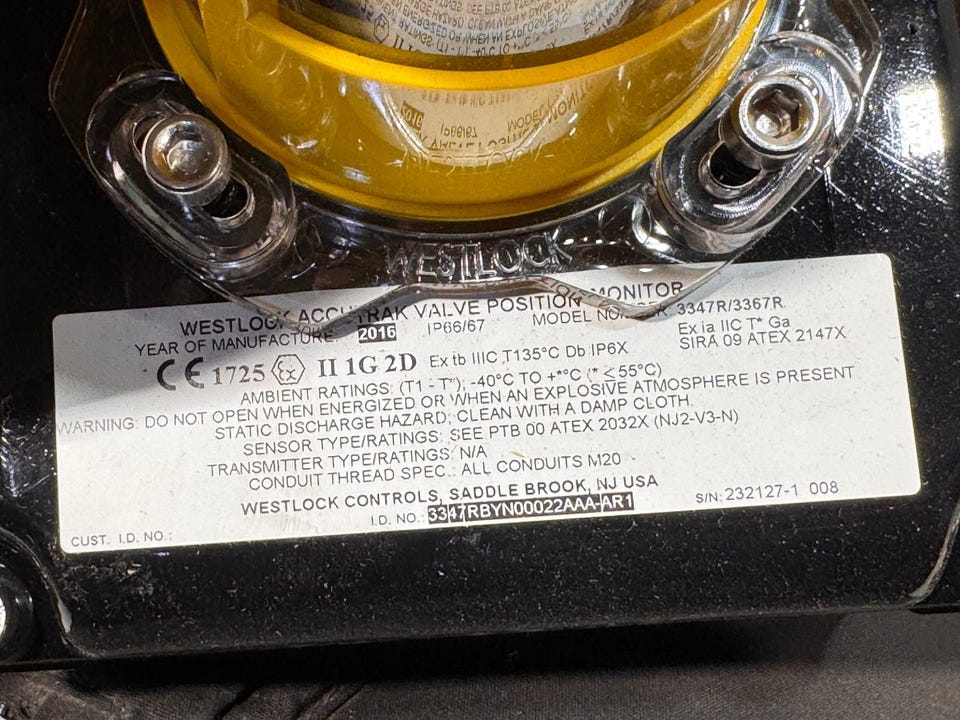 WESTLOCK
WESTLOCK ACCUTRAK VALVE POSITION MONITOR
YEAR OF MANUFACTURE: 2016 IP66/67 MODEL NUMBER: 3347R/3367R
CE 1725 Ex II 1G 2D Ex tb IIIC T135°C Db IP6X Ex ia IIC T* Ga
SIRA 09 ATEX 2147X
AMBIENT RATINGS: (T1 - T*); -40°C TO +*°C (* ≤ 55°C)
WARNING: DO NOT OPEN WHEN ENERGIZED OR WHEN AN EXPLOSIVE ATMOSPHERE IS PRESENT
STATIC DISCHARGE HAZARD; CLEAN WITH A DAMP CLOTH.
SENSOR TYPE/RATINGS: SEE PTB 00 ATEX 2032X (NJ2-V3-N)
TRANSMITTER TYPE/RATINGS: N/A
CONDUIT THREAD SPEC.: ALL CONDUITS M20
WESTLOCK CONTROLS, SADDLE BROOK, NJ USA
CUST. I.D. NO.: I.D. NO.: 3347RBYN00022AAA-AR1 S/N: 232127-1 008